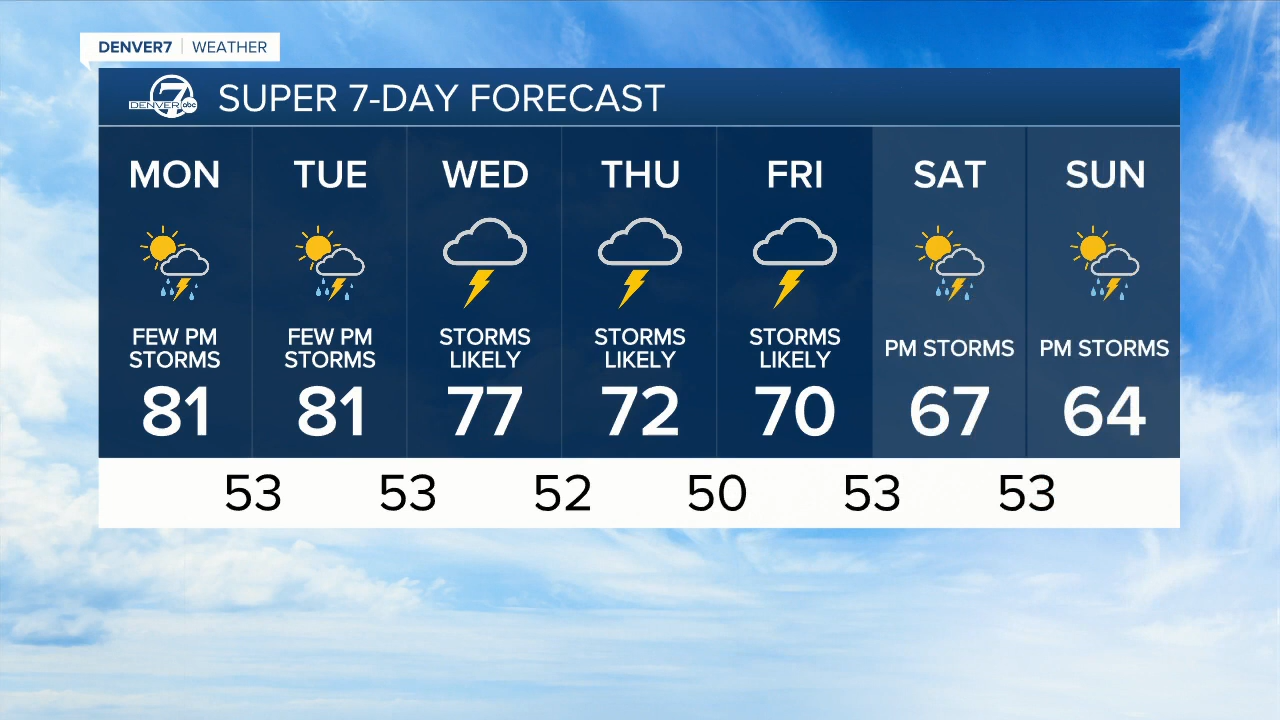 DENVER7 | WEATHER
7
DENVER abc
SUPER 7-DAY FORECAST
MON TUE WED THU FRI SAT SUN
FEW PM STORMS
FEW PM STORMS
STORMS LIKELY
STORMS LIKELY
STORMS LIKELY
PM STORMS
PM STORMS
81 81 77 72 70 67 64
53 53 52 50 53 53